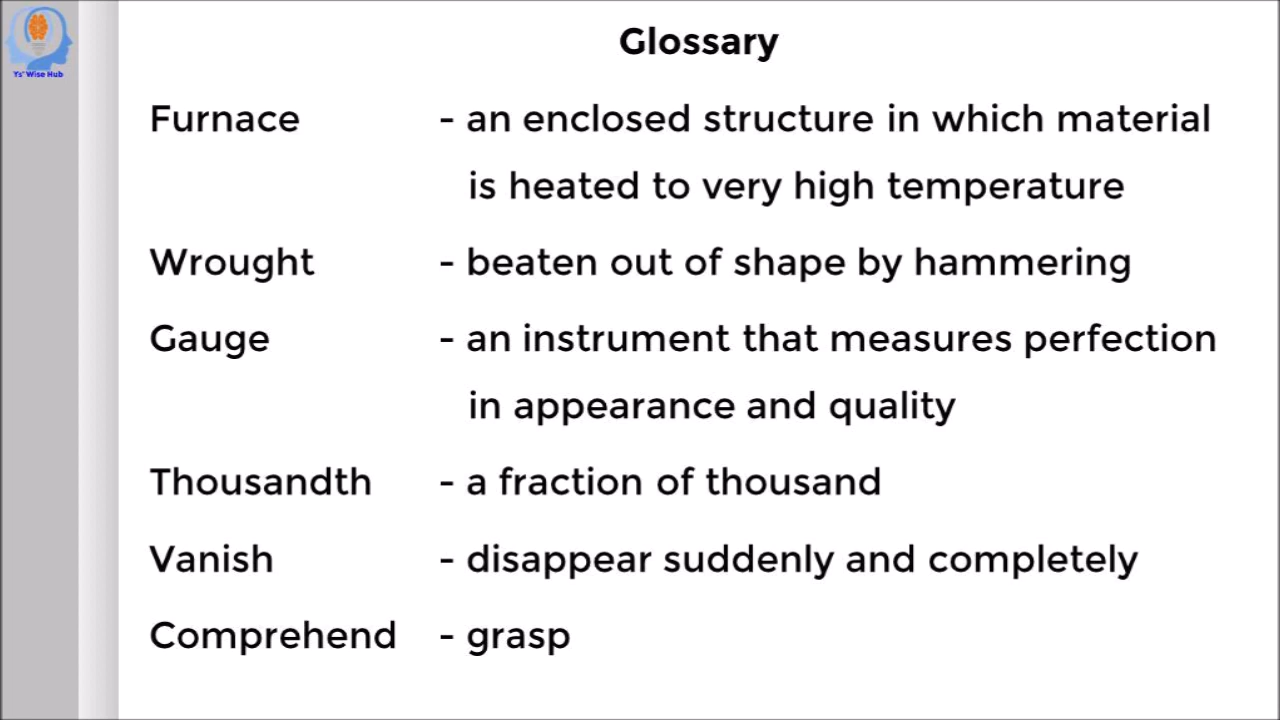 Ys' Wise Hub
Glossary
Furnace - an enclosed structure in which material
is heated to very high temperature
Wrought - beaten out of shape by hammering
Gauge - an instrument that measures perfection
in appearance and quality
Thousandth - a fraction of thousand
Vanish - disappear suddenly and completely
Comprehend - grasp